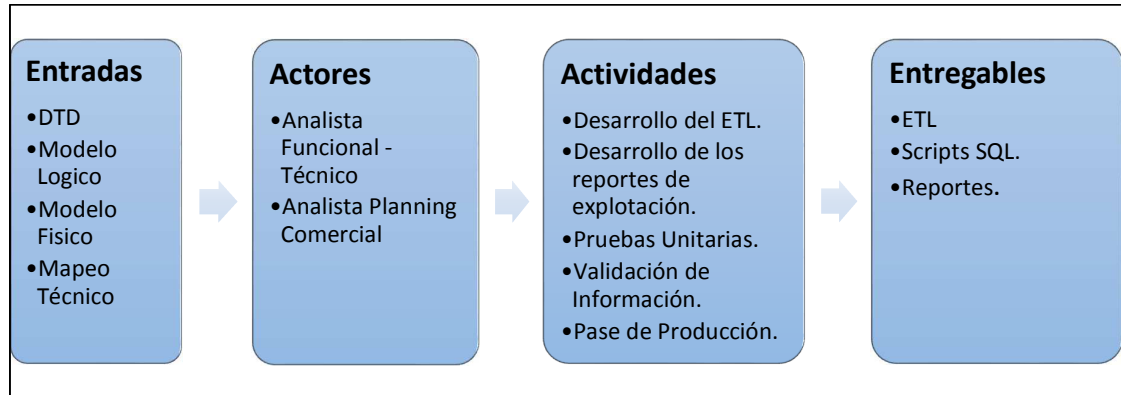 Entradas
•DTD
•Modelo
Logico
•Modelo
Fisico
•Mapeo
Técnico
Actores
•Analista
Funcional -
Técnico
•Analista Planning
Comercial
Actividades
•Desarrollo del ETL.
•Desarrollo de los
reportes de
explotación.
•Pruebas Unitarias.
•Validación de
Información.
•Pase de Producción.
Entregables
•ETL
•Scripts SQL.
•Reportes.